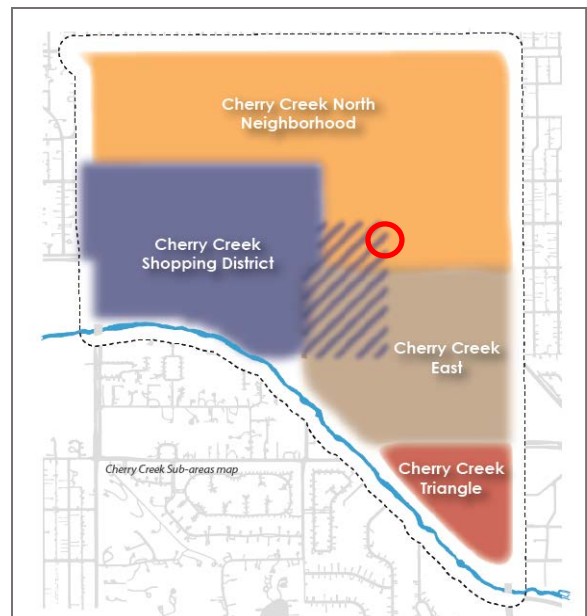 Cherry Creek North
Neighborhood
Cherry Creek
Shopping District
Cherry Creek
East
Cherry Creek
Triangle
Cherry Creek Sub-areas map